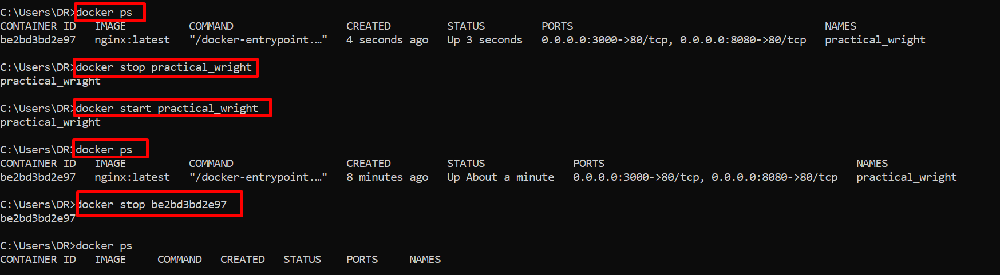 C:\Users\DR>docker ps
CONTAINER ID   IMAGE          COMMAND                  CREATED         STATUS         PORTS                                        NAMES
be2bd3bd2e97   nginx:latest   "/docker-entrypoint.…"   4 seconds ago   Up 3 seconds   0.0.0.0:3000->80/tcp, 0.0.0.0:8080->80/tcp   practical_wright
C:\Users\DR>docker stop practical_wright
practical_wright
C:\Users\DR>docker start practical_wright
practical_wright
C:\Users\DR>docker ps
CONTAINER ID   IMAGE          COMMAND                  CREATED         STATUS              PORTS                                        NAMES
be2bd3bd2e97   nginx:latest   "/docker-entrypoint.…"   8 minutes ago   Up About a minute   0.0.0.0:3000->80/tcp, 0.0.0.0:8080->80/tcp   practical_wright
C:\Users\DR>docker stop be2bd3bd2e97
be2bd3bd2e97
C:\Users\DR>docker ps
CONTAINER ID   IMAGE     COMMAND   CREATED   STATUS    PORTS     NAMES